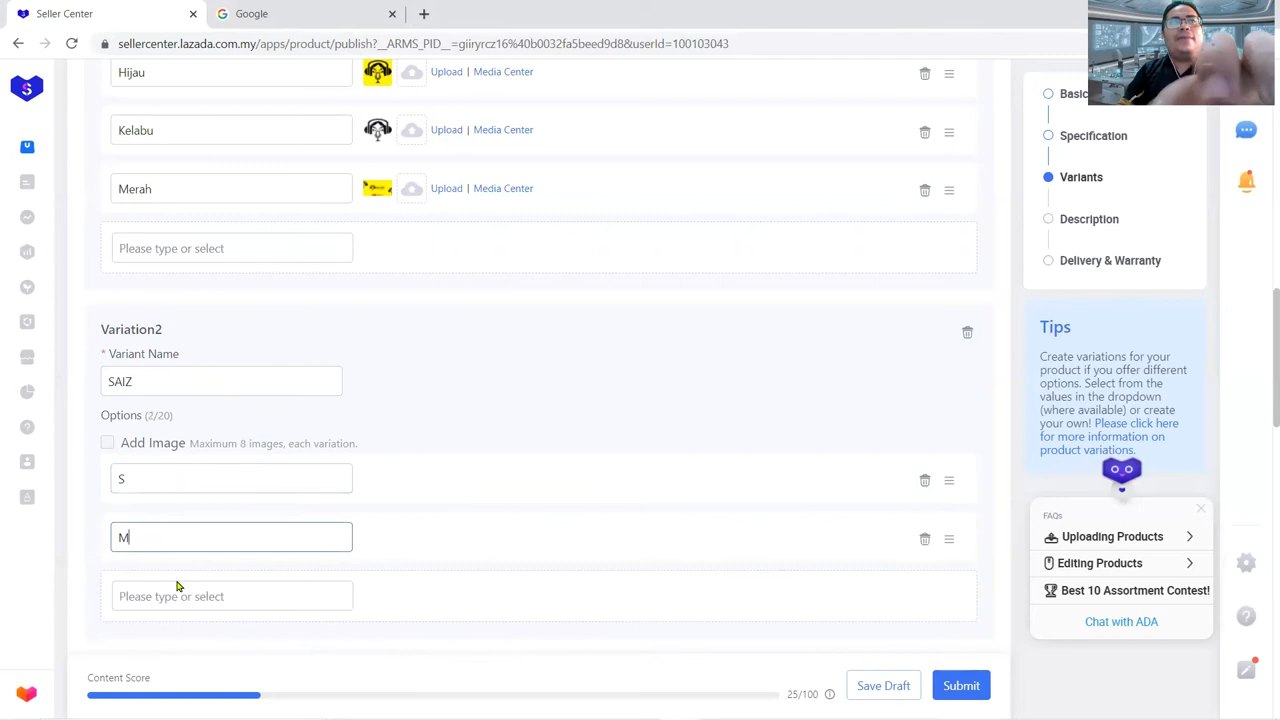 Seller Center
Google
sellercenter.lazada.com.my/apps/product/publish?__ARMS_PID__=giiryrcz16%40b0032fa5beed9d8&userId=100103043
Hijau
Upload | Media Center
Kelabu
Upload | Media Center
Merah
Upload | Media Center
Please type or select
Variation2
* Variant Name
SAIZ
Options (2/20)
Add Image Maximum 8 images, each variation.
S
M
Please type or select
Content Score
25/100
Save Draft
Submit
Basic
Specification
Variants
Description
Delivery & Warranty
Tips
Create variations for your
product if you offer different
options. Select from the
values in the dropdown
(where available) or create
your own! Please click here
for more information on
product variations.
FAQs
Uploading Products
Editing Products
Best 10 Assortment Contest!
Chat with ADA